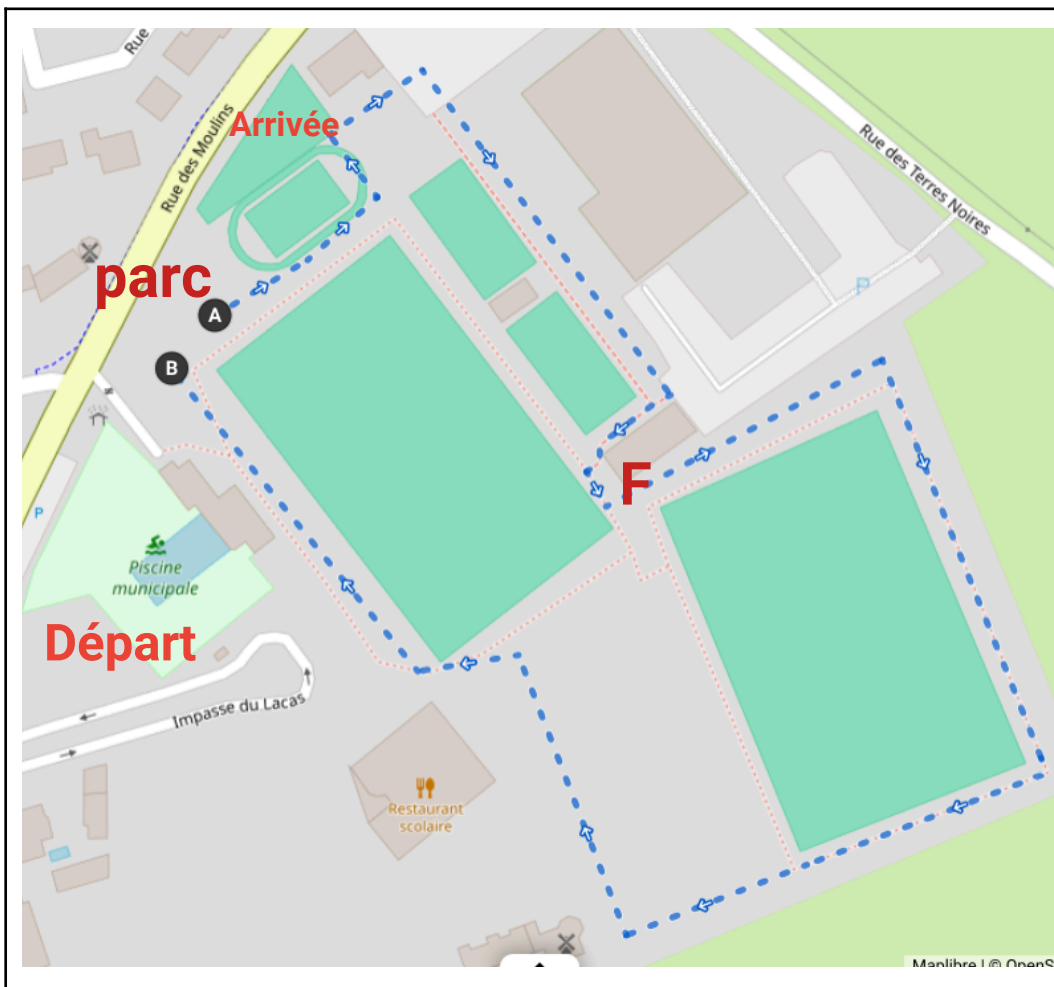 Rue
Rue des Moulins
Arrivée
Rue des Terres Noires
parc
A
P
B
F
P
Piscine
municipale
Départ
Impasse du Lacas
Restaurant
scolaire
Maplibre | © OpenS